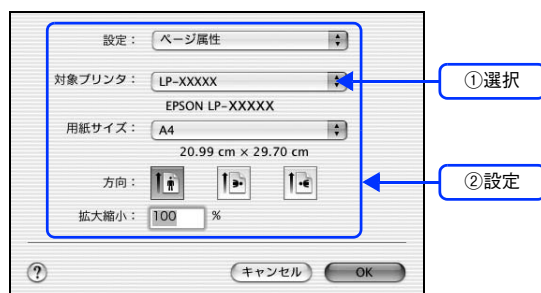 設定： ページ属性
対象プリンタ： LP-XXXXX
①選択
EPSON LP-XXXXX
用紙サイズ： A4
20.99 cm × 29.70 cm
方向：
②設定
拡大縮小： 100 %
? キャンセル OK